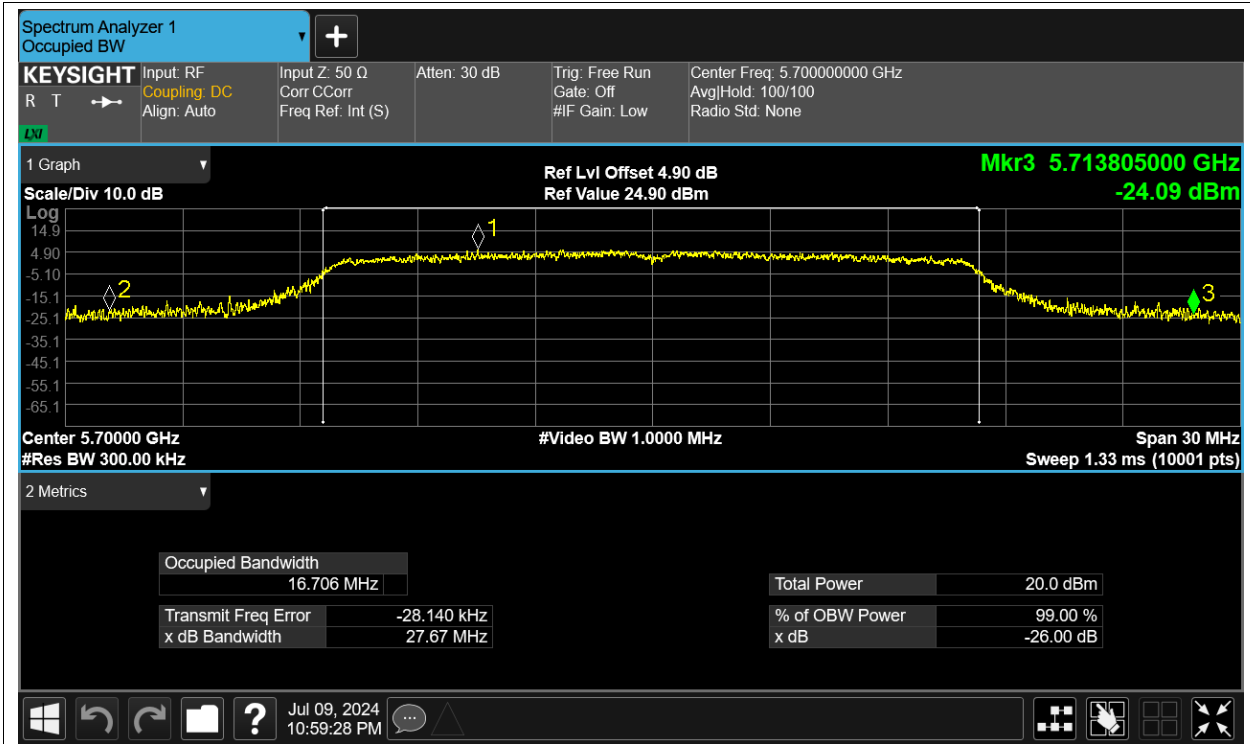 Spectrum Analyzer 1
Occupied BW
+
KEYSIGHT
R T
LXI
Input: RF
Coupling: DC
Align: Auto
Input Z: 50 Ω
Corr CCorr
Freq Ref: Int (S)
Atten: 30 dB
Trig: Free Run
Gate: Off
#IF Gain: Low
Center Freq: 5.700000000 GHz
Avg|Hold: 100/100
Radio Std: None
1 Graph
Scale/Div 10.0 dB
Ref Lvl Offset 4.90 dB
Ref Value 24.90 dBm
Mkr3 5.713805000 GHz
-24.09 dBm
Log
14.9
4.90
-5.10
-15.1
-25.1
-35.1
-45.1
-55.1
-65.1
1
2
3
Center 5.70000 GHz
#Res BW 300.00 kHz
#Video BW 1.0000 MHz
Span 30 MHz
Sweep 1.33 ms (10001 pts)
2 Metrics
Occupied Bandwidth
16.706 MHz
Transmit Freq Error -28.140 kHz
x dB Bandwidth 27.67 MHz
Total Power 20.0 dBm
% of OBW Power 99.00 %
x dB -26.00 dB
?
Jul 09, 2024
10:59:28 PM